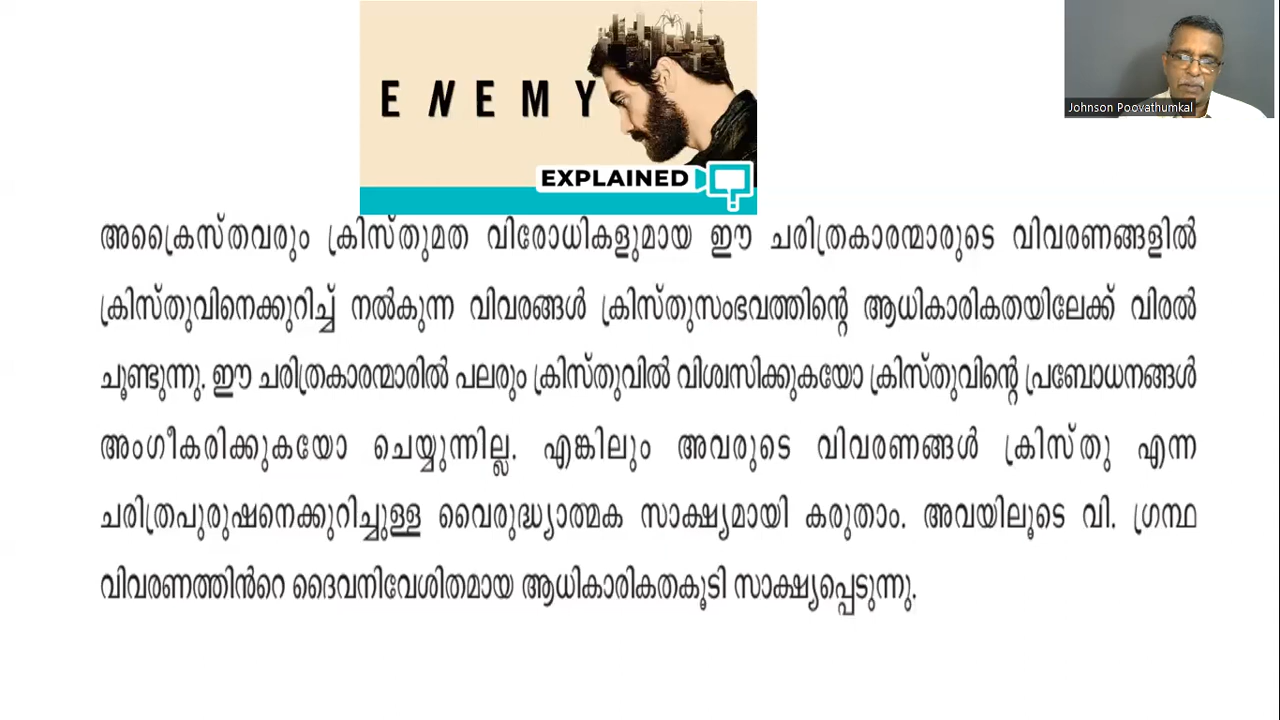 ENEMY
EXPLAINED
Johnson Poovathumkal
അക്രൈസ്തവരും ക്രിസ്തുമത വിരോധികളുമായ ഈ ചരിത്രകാരന്മാരുടെ വിവരണങ്ങളിൽ
ക്രിസ്തുവിനെക്കുറിച്ച് നൽകുന്ന വിവരങ്ങൾ ക്രിസ്തുസംഭവത്തിന്റെ ആധികാരികതയിലേക്ക് വിരൽ
ചൂണ്ടുന്നു. ഈ ചരിത്രകാരന്മാരിൽ പലരും ക്രിസ്തുവിൽ വിശ്വസിക്കുകയോ ക്രിസ്തുവിന്റെ പ്രബോധനങ്ങൾ
അംഗീകരിക്കുകയോ ചെയ്യുന്നില്ല. എങ്കിലും അവരുടെ വിവരണങ്ങൾ ക്രിസ്തു എന്ന
ചരിത്രപുരുഷനെക്കുറിച്ചുള്ള വൈരുദ്ധ്യാത്മക സാക്ഷ്യമായി കരുതാം. അവയിലൂടെ വി. ഗ്രന്ഥ
വിവരണത്തിൻറെ ദൈവനിവേശിതമായ ആധികാരികതകൂടി സാക്ഷ്യപ്പെടുന്നു.